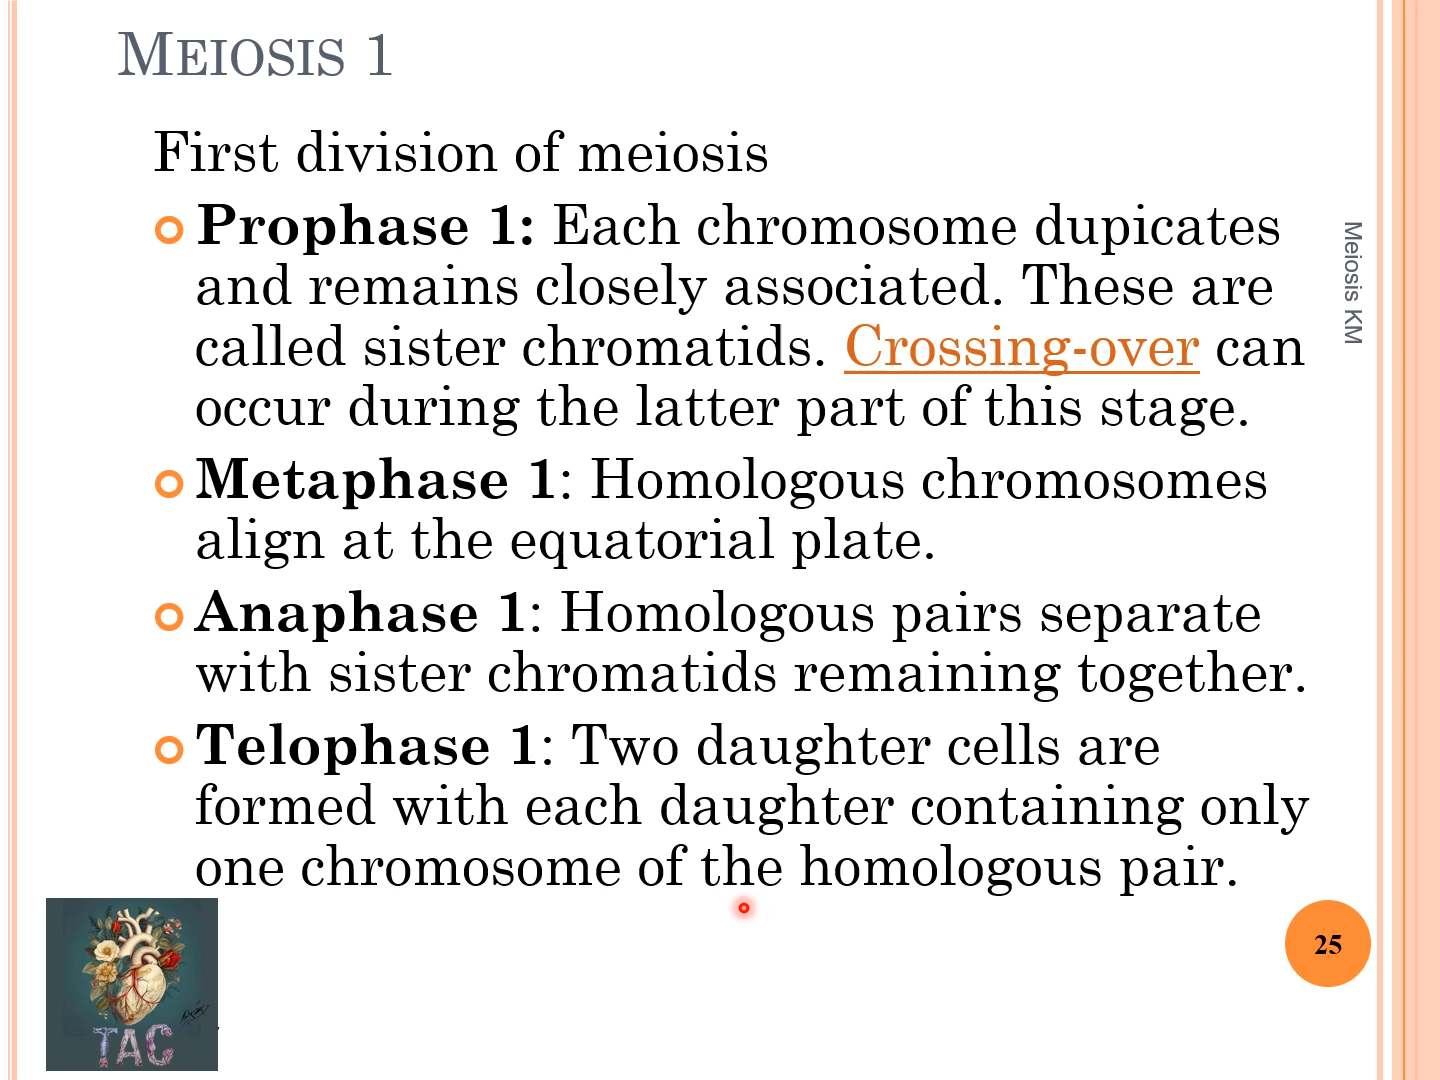 MEIOSIS 1
First division of meiosis
Prophase 1: Each chromosome dupicates
and remains closely associated. These are
called sister chromatids. Crossing-over can
occur during the latter part of this stage.
Metaphase 1: Homologous chromosomes
align at the equatorial plate.
Anaphase 1: Homologous pairs separate
with sister chromatids remaining together.
Telophase 1: Two daughter cells are
formed with each daughter containing only
one chromosome of the homologous pair.
Meiosis KM
25
TAC